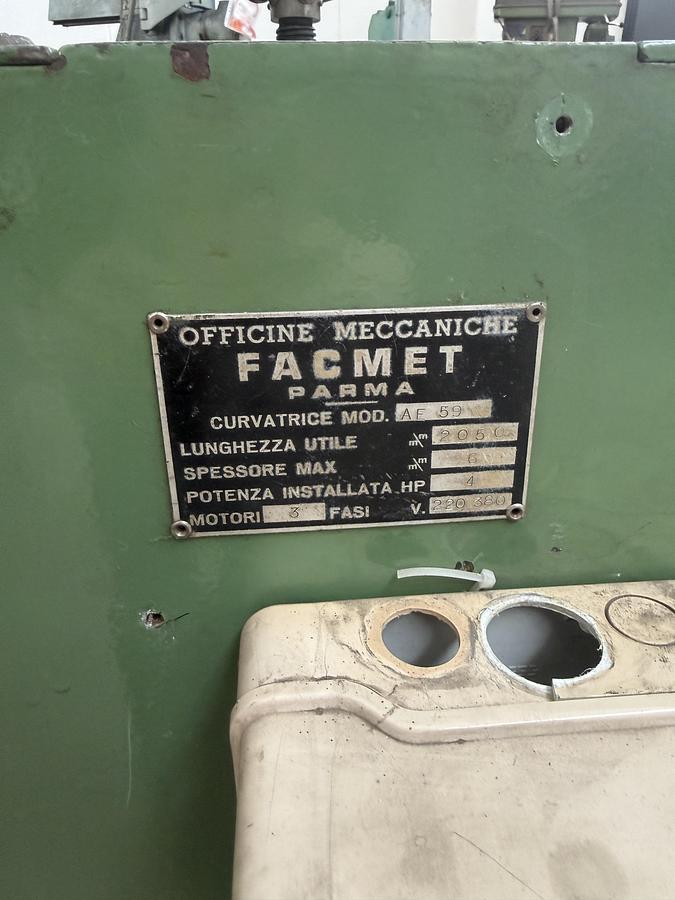 OFFICINE MECCANICHE
FACMET
PARMA
CURVATRICE MOD. AF 59
LUNGHEZZA UTILE m/m 2050
SPESSORE MAX m/m 6
POTENZA INSTALLATA HP 4
MOTORI 3 FASI V. 220 380